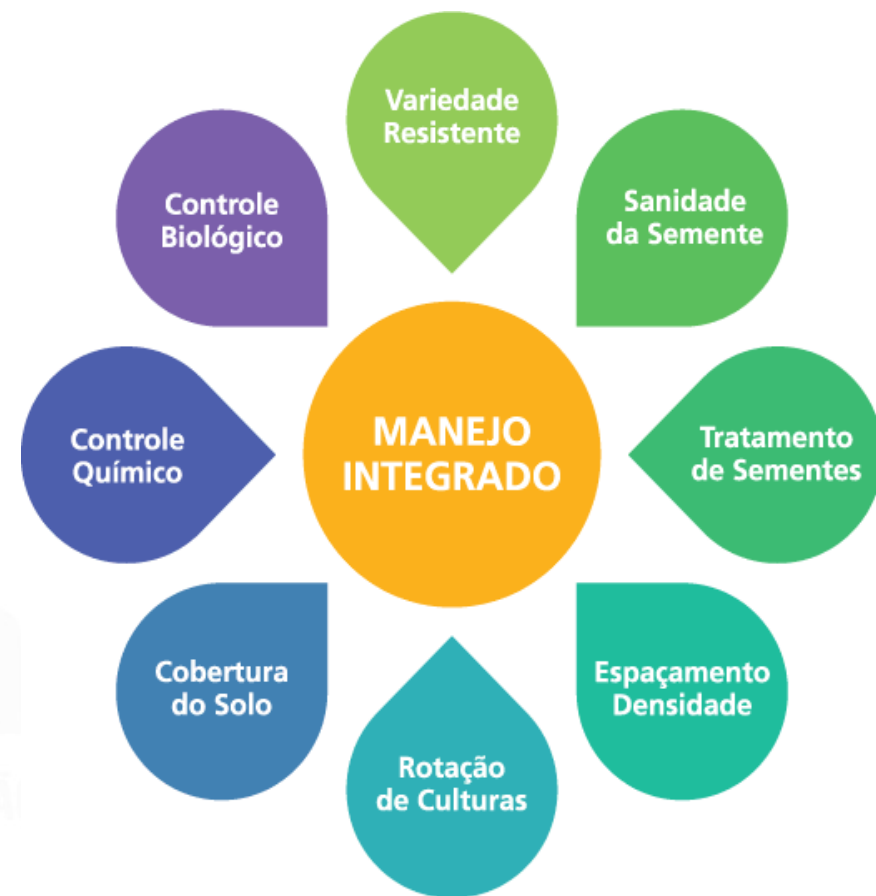 Variedade
Resistente
Sanidade
da Semente
Tratamento
de Sementes
Espaçamento
Densidade
Rotação
de Culturas
Cobertura
do Solo
Controle
Químico
Controle
Biológico
MANEJO
INTEGRADO